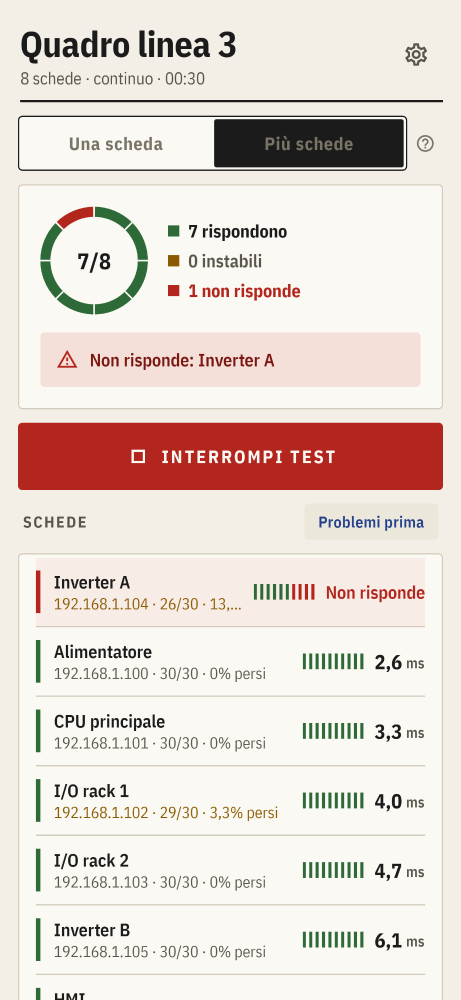 Quadro linea 3
8 schede · continuo · 00:30
Una scheda
Più schede
7/8
7 rispondono
0 instabili
1 non risponde
Non risponde: Inverter A
INTERROMPI TEST
SCHEDE
Problemi prima
Inverter A
192.168.1.104 · 26/30 · 13,...
Non risponde
Alimentatore
192.168.1.100 · 30/30 · 0% persi
2,6 ms
CPU principale
192.168.1.101 · 30/30 · 0% persi
3,3 ms
I/O rack 1
192.168.1.102 · 29/30 · 3,3% persi
4,0 ms
I/O rack 2
192.168.1.103 · 30/30 · 0% persi
4,7 ms
Inverter B
192.168.1.105 · 30/30 · 0% persi
6,1 ms
HMI